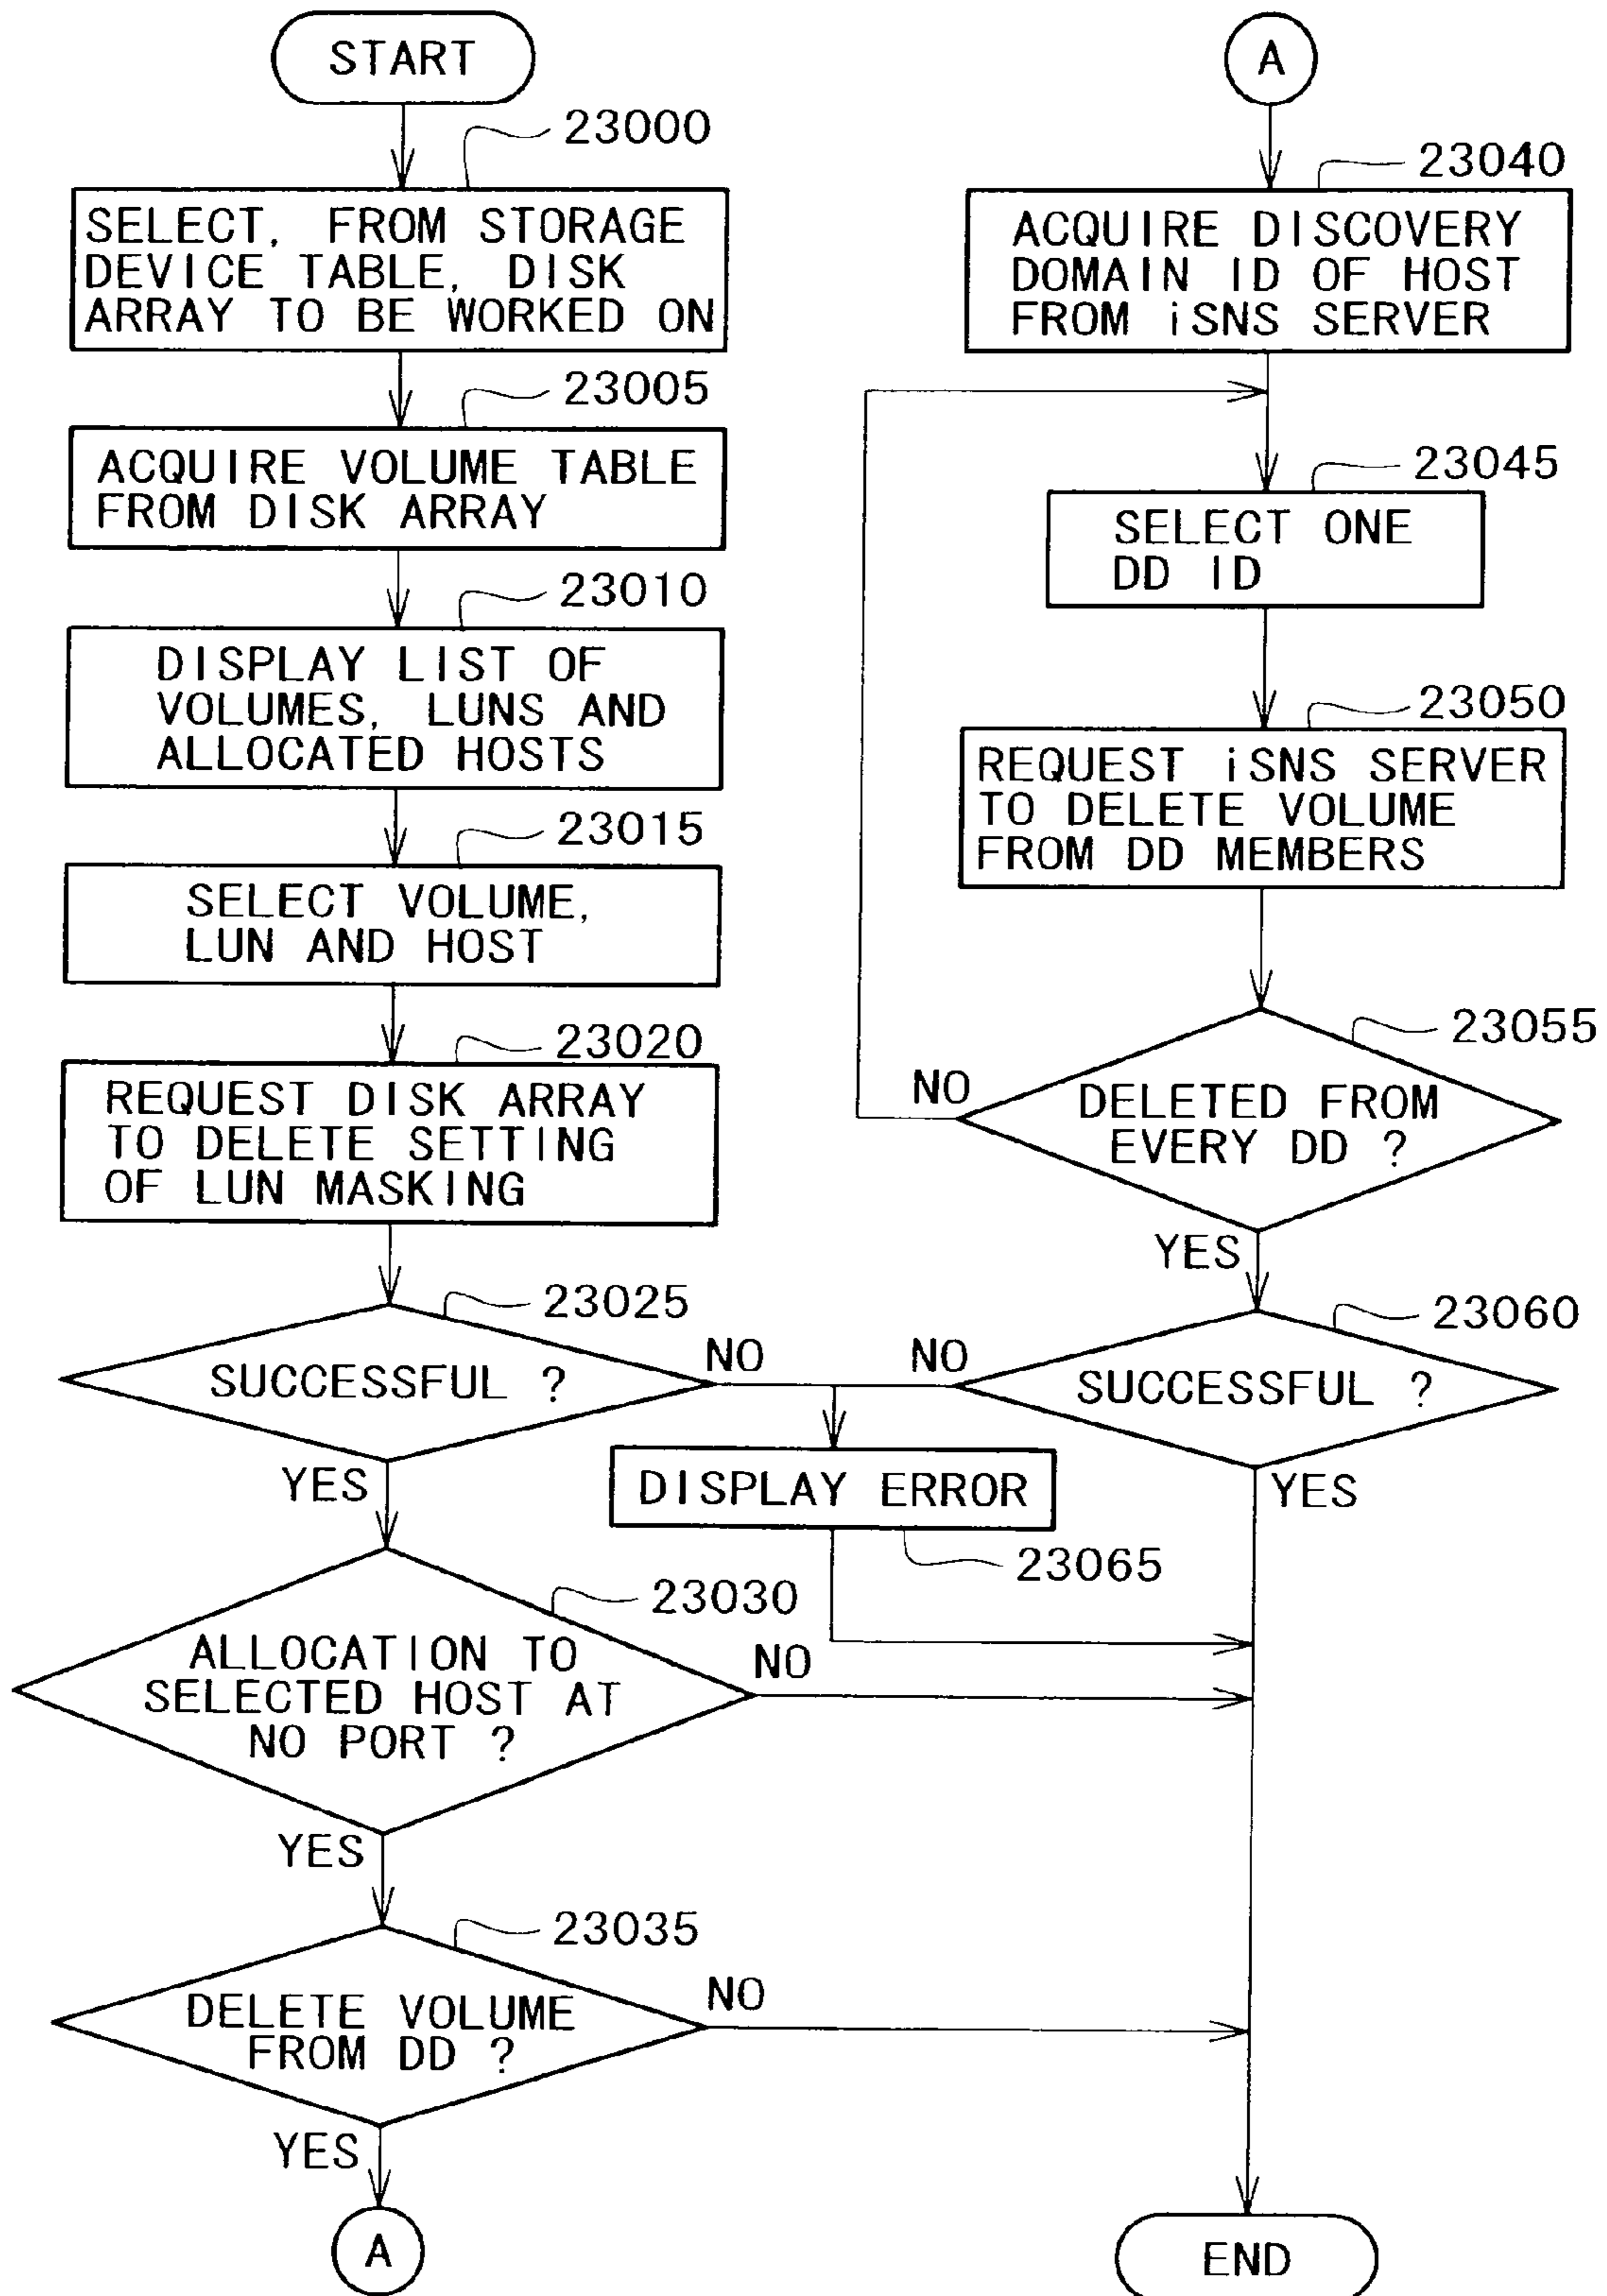 START
23000
SELECT, FROM STORAGE
DEVICE TABLE, DISK
ARRAY TO BE WORKED ON
23005
ACQUIRE VOLUME TABLE
FROM DISK ARRAY
23010
DISPLAY LIST OF
VOLUMES, LUNS AND
ALLOCATED HOSTS
23015
SELECT VOLUME,
LUN AND HOST
23020
REQUEST DISK ARRAY
TO DELETE SETTING
OF LUN MASKING
23025
SUCCESSFUL ?
NO
YES
23030
ALLOCATION TO
SELECTED HOST AT
NO PORT ?
NO
YES
23035
DELETE VOLUME
FROM DD ?
NO
YES
A
A
23040
ACQUIRE DISCOVERY
DOMAIN ID OF HOST
FROM iSNS SERVER
23045
SELECT ONE
DD ID
23050
REQUEST iSNS SERVER
TO DELETE VOLUME
FROM DD MEMBERS
23055
NO
DELETED FROM
EVERY DD ?
YES
23060
NO
SUCCESSFUL ?
YES
DISPLAY ERROR
23065
END